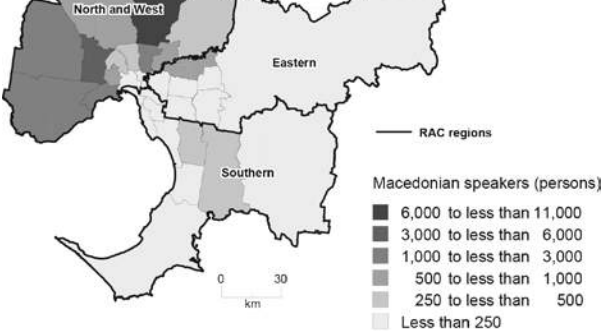 North and West
Eastern
RAC regions
Southern
Macedonian speakers (persons)
6,000 to less than 11,000
3,000 to less than 6,000
1,000 to less than 3,000
500 to less than 1,000
250 to less than 500
Less than 250
0 30
km